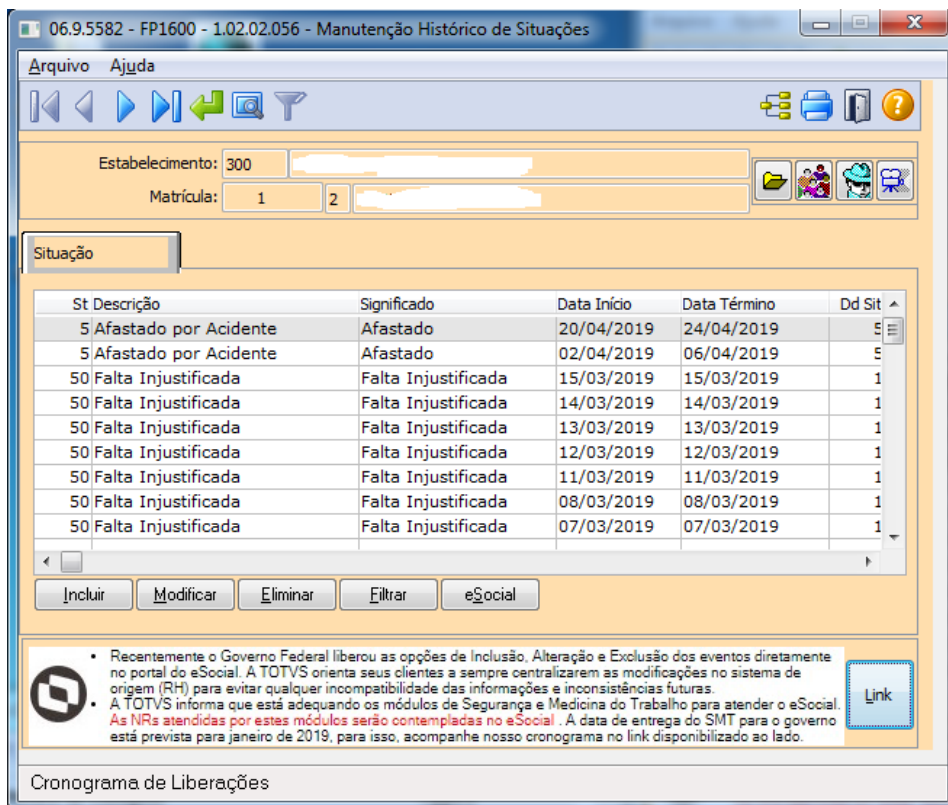 06.9.5582 - FP1600 - 1.02.02.056 - Manutenção Histórico de Situações
Arquivo Ajuda
Estabelecimento: 300
Matrícula: 1 2
Situação
St Descrição Significado Data Início Data Término Dd Sit
5 Afastado por Acidente Afastado 20/04/2019 24/04/2019 5
5 Afastado por Acidente Afastado 02/04/2019 06/04/2019 5
50 Falta Injustificada Falta Injustificada 15/03/2019 15/03/2019 1
50 Falta Injustificada Falta Injustificada 14/03/2019 14/03/2019 1
50 Falta Injustificada Falta Injustificada 13/03/2019 13/03/2019 1
50 Falta Injustificada Falta Injustificada 12/03/2019 12/03/2019 1
50 Falta Injustificada Falta Injustificada 11/03/2019 11/03/2019 1
50 Falta Injustificada Falta Injustificada 08/03/2019 08/03/2019 1
50 Falta Injustificada Falta Injustificada 07/03/2019 07/03/2019 1
Incluir Modificar Eliminar Filtrar eSocial
• Recentemente o Governo Federal liberou as opções de Inclusão, Alteração e Exclusão dos eventos diretamente
no portal do eSocial. A TOTVS orienta seus clientes a sempre centralizarem as modificações no sistema de
origem (RH) para evitar qualquer incompatibilidade das informações e inconsistências futuras.
• A TOTVS informa que está adequando os módulos de Segurança e Medicina do Trabalho para atender o eSocial.
As NRs atendidas por estes módulos serão contempladas no eSocial . A data de entrega do SMT para o governo
está prevista para janeiro de 2019, para isso, acompanhe nosso cronograma no link disponibilizado ao lado.
Link
Cronograma de Liberações